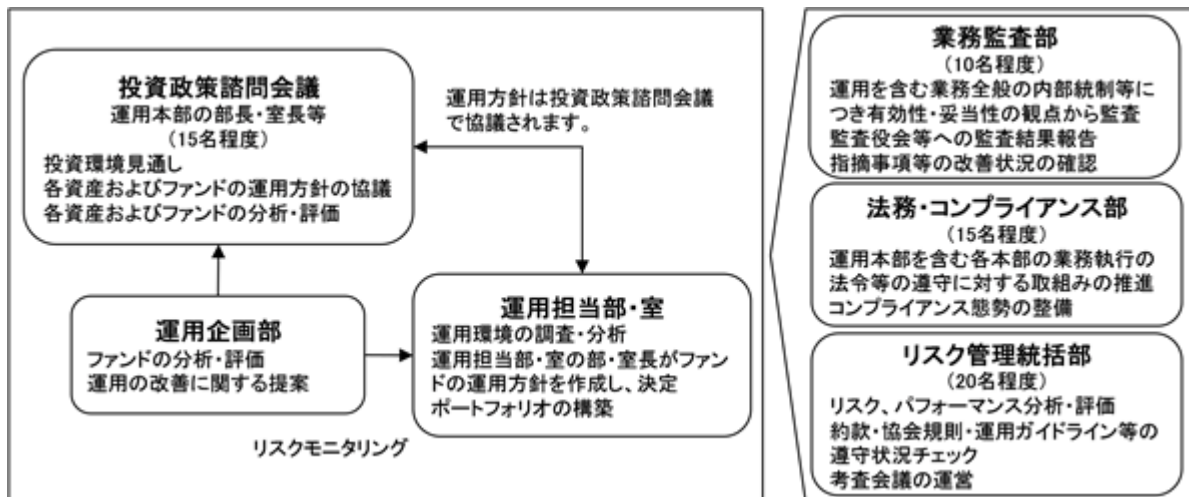 投資政策諮問会議
運用本部の部長・室長等
(15名程度)
投資環境見通し
各資産およびファンドの運用方針の協議
各資産およびファンドの分析・評価
運用方針は投資政策諮問会議
で協議されます。
運用企画部
ファンドの分析・評価
運用の改善に関する提案
運用担当部・室
運用環境の調査・分析
運用担当部・室の部・室長がファン
ドの運用方針を作成し、決定
ポートフォリオの構築
リスクモニタリング
業務監査部
(10名程度)
運用を含む業務全般の内部統制等に
つき有効性・妥当性の観点から監査
監査役会等への監査結果報告
指摘事項等の改善状況の確認
法務・コンプライアンス部
(15名程度)
運用本部を含む各本部の業務執行の
法令等の遵守に対する取組みの推進
コンプライアンス態勢の整備
リスク管理統括部
(20名程度)
リスク、パフォーマンス分析・評価
約款・協会規則・運用ガイドライン等の
遵守状況チェック
考査会議の運営